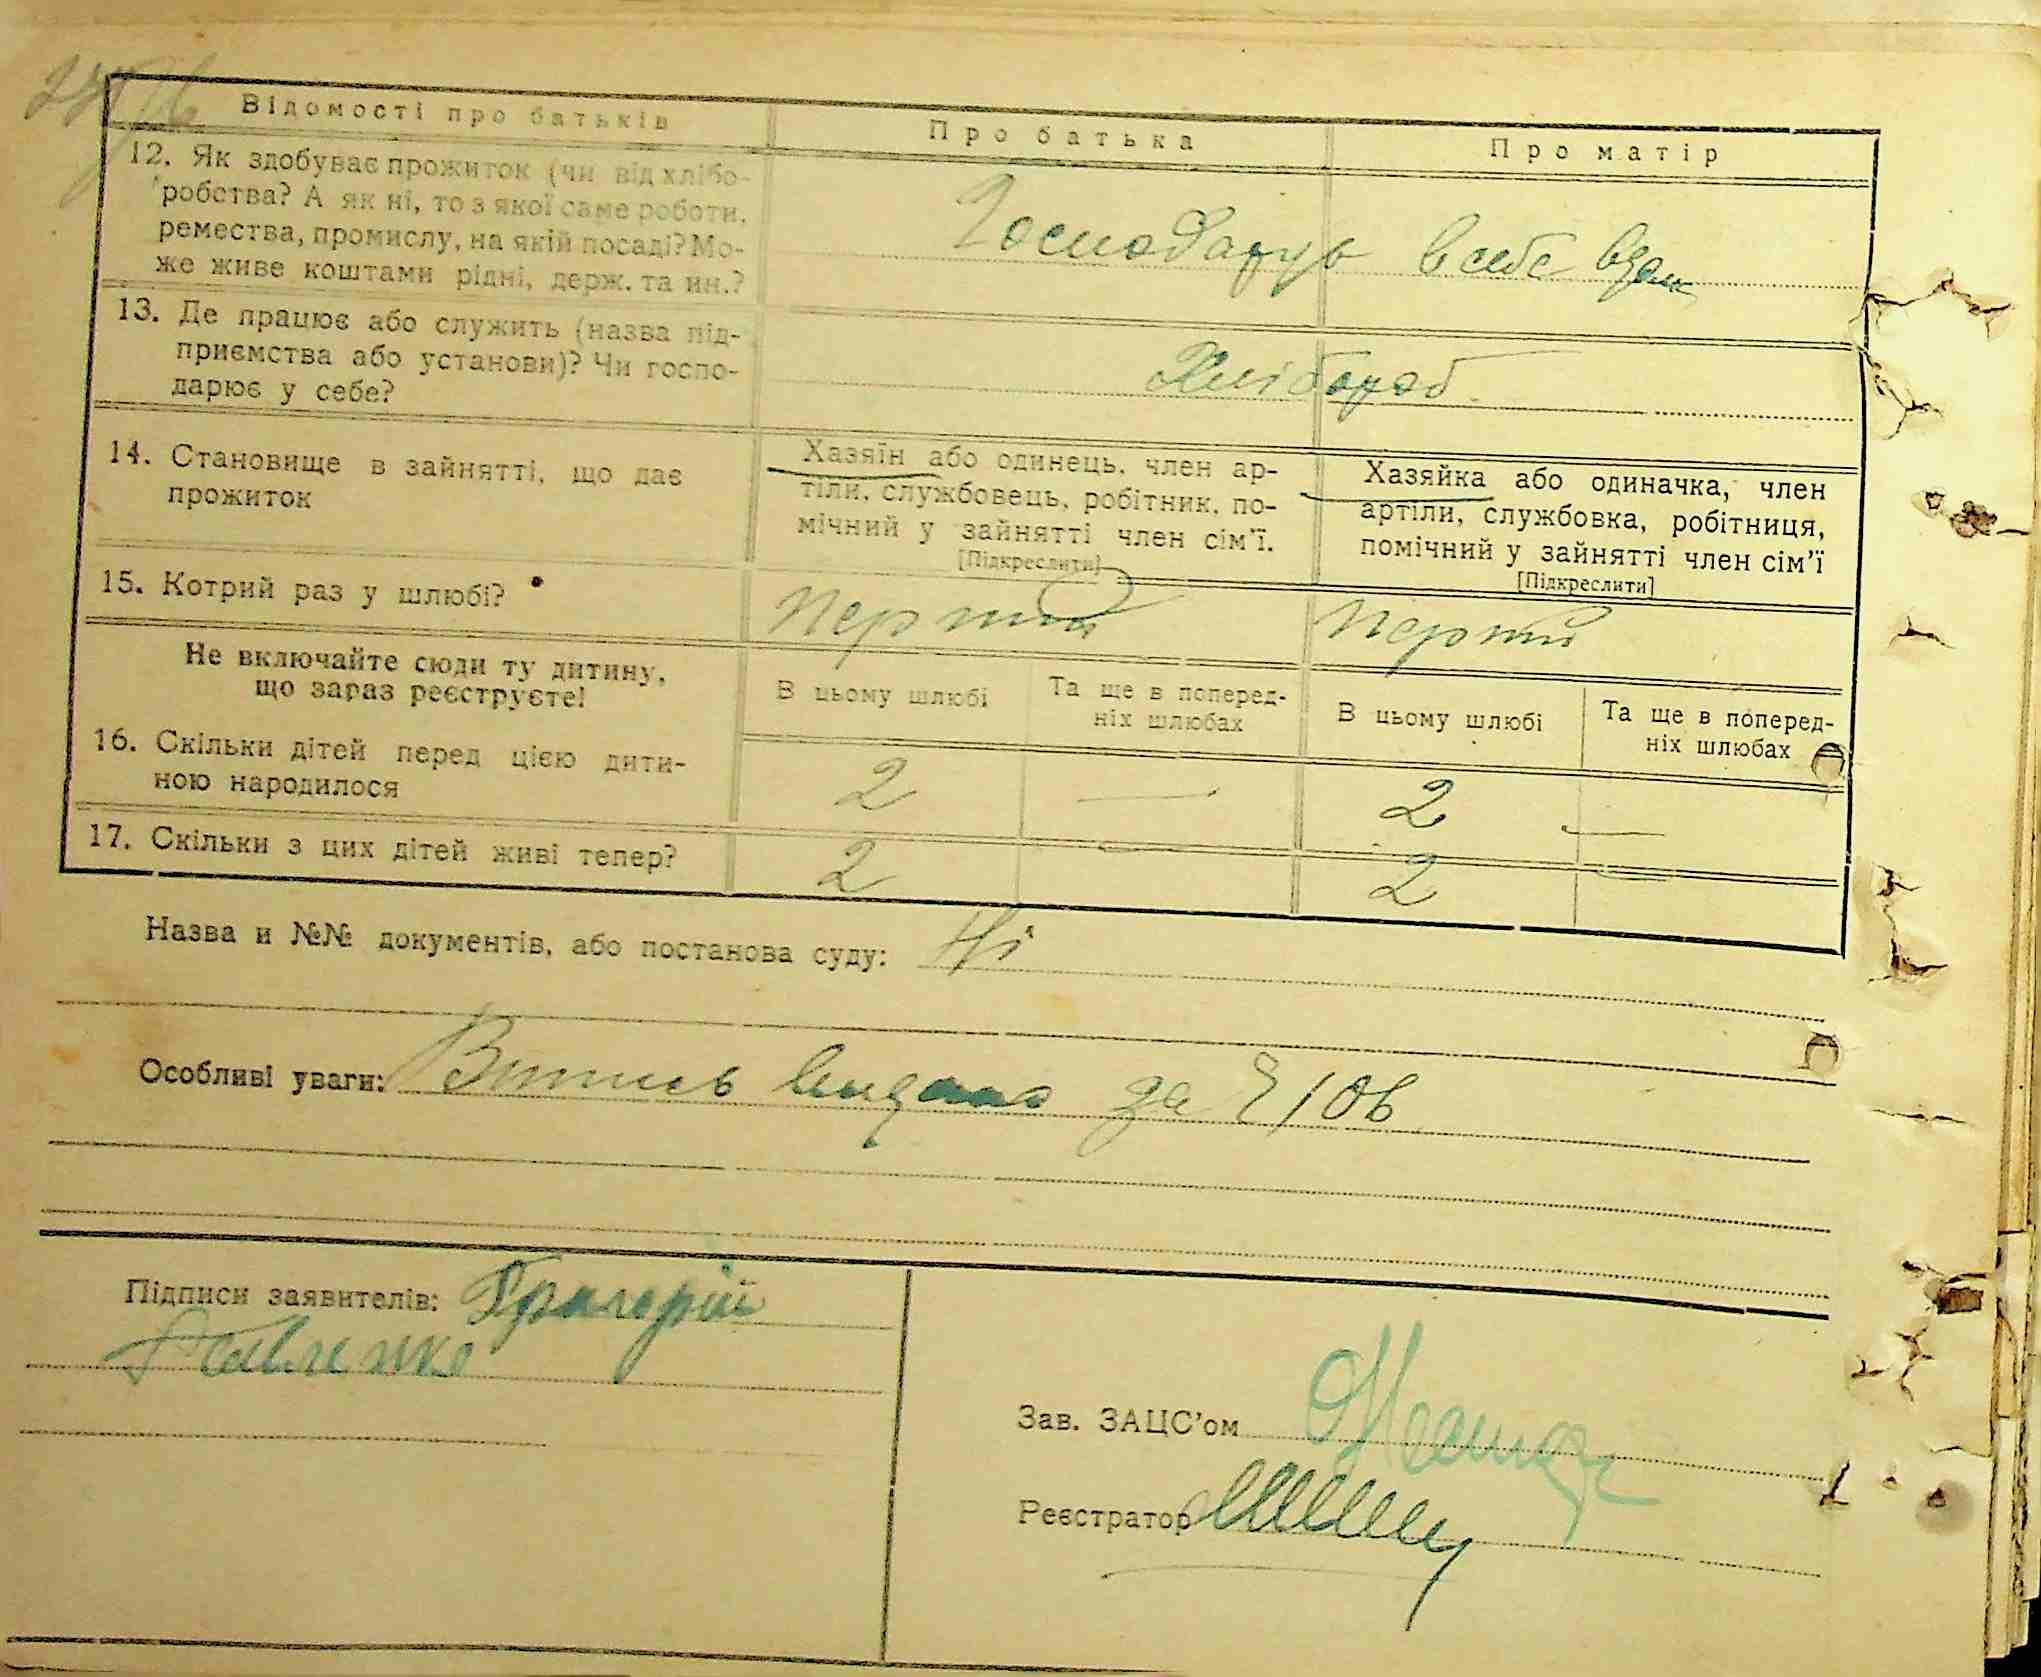 Відомості про батьків
Про батька
Про матір
12. Як здобуває прожиток (чи від хлібо-
робства? А як ні, то з якої саме роботи,
ремества, промислу, на якій посаді? Мо-
же живе коштами рідні, держ. та ин.?
Господарує в себе вдома
13. Де працює або служить (назва під-
приємства або установи)? Чи госпо-
дарює у себе?
Хлібороб
14. Становище в зайнятті, що дає
прожиток
Хазяїн або одинець, член ар-
тіли, службовець, робітник, по-
мічний у зайнятті член сім'ї.
[Підкреслити]
Хазяйка або одиначка, член
артіли, службовка, робітниця,
помічний у зайнятті член сім'ї
[Підкреслити]
15. Котрий раз у шлюбі?
перший
перший
Не включайте сюди ту дитину,
що зараз реєструєте!
В цьому шлюбі
Та ще в поперед-
ніх шлюбах
В цьому шлюбі
Та ще в поперед-
ніх шлюбах
16. Скільки дітей перед цією дити-
ною народилося
2 — 2 —
17. Скільки з цих дітей живі тепер?
2 — 2 —
Назва и №№ документів, або постанова суду: Ні
Особливі уваги: Випись видано за
Підписи заявителів: Григорій
Павленко
Зав. ЗАЦС'ом
Реєстратор